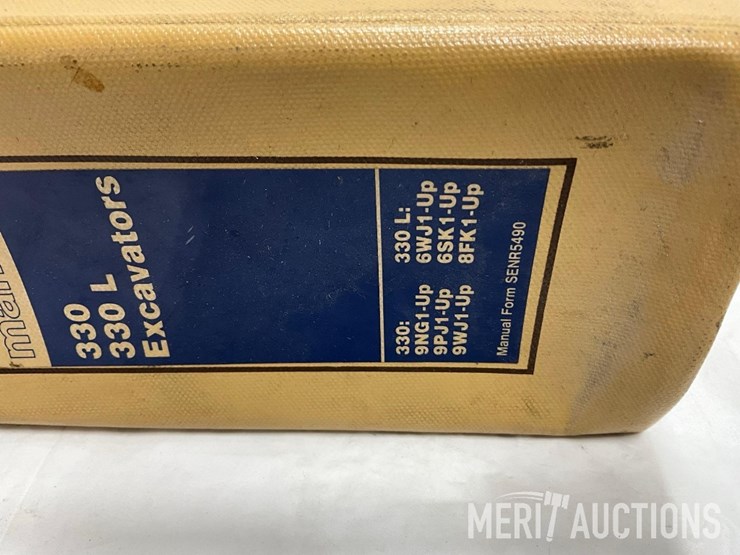 330
330 L
Excavators
330:
9NG1-Up
9PJ1-Up
9WJ1-Up
330 L:
6WJ1-Up
6SK1-Up
8FK1-Up
Manual Form SENR5490
MERIT AUCTIONS